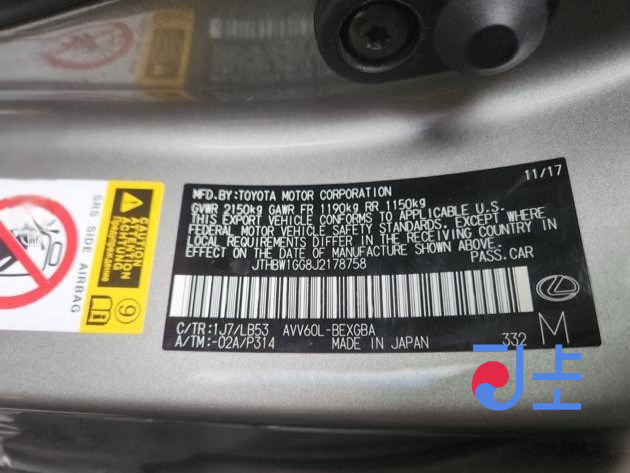 11/17
MFD.BY:TOYOTA MOTOR CORPORATION
GVWR 2150kg GAWR FR 1190kg RR 1150kg
THIS EXPORT VEHICLE CONFORMS TO APPLICABLE U.S.
FEDERAL MOTOR VEHICLE SAFETY STANDARDS. EXCEPT WHERE
LOCAL REQUIREMENTS DIFFER IN RECEIVING COUNTRY IN
EFFECT ON THE DATE OF MANUFACTURE SHOWN ABOVE.
JTHBW1GG8J2178758 PASS.CAR
C/TR:1J7/LB53 AVV60L-BEXGBA
A/TM:-02A/P314 MADE IN JAPAN 332 M
SRS SIDE AIRBAG
CAUTION
9